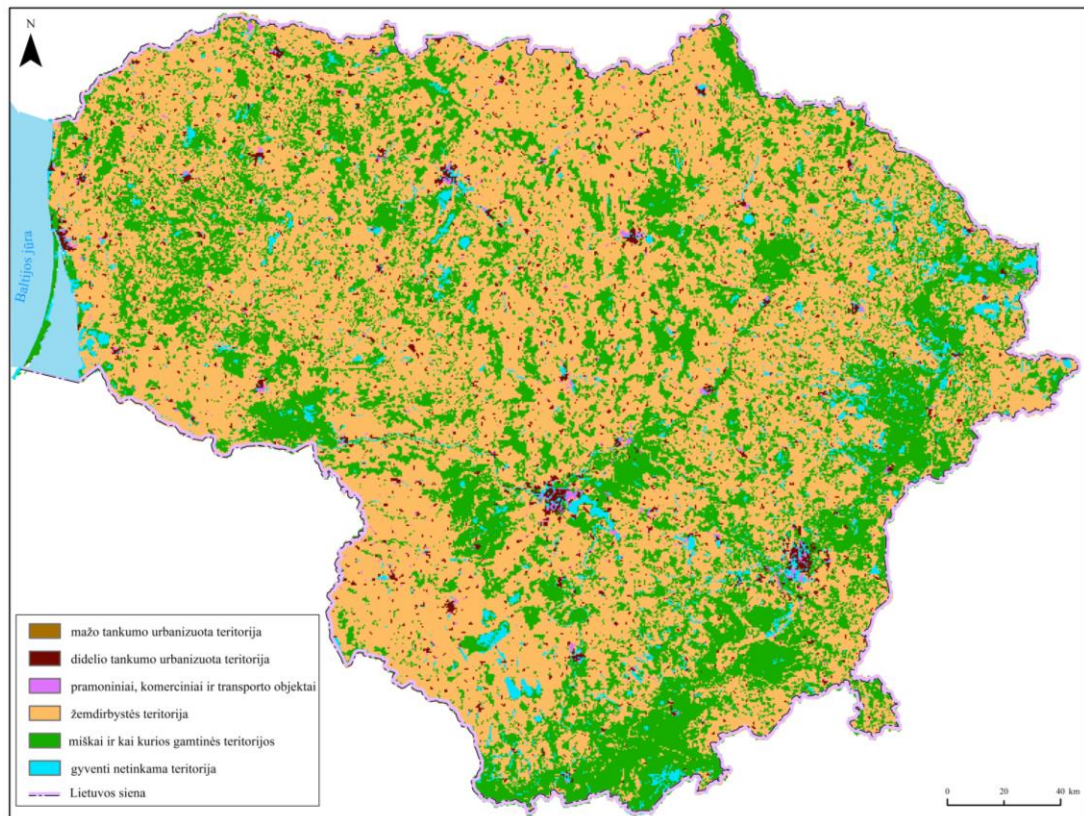 N
Baltijos jūra
mažo tankumo urbanizuota teritorija
didelio tankumo urbanizuota teritorija
pramoniniai, komerciniai ir transporto objektai
žemdirbystės teritorija
miškai ir kai kurios gamtinės teritorijos
gyventi netinkama teritorija
Lietuvos siena
0 20 40 km